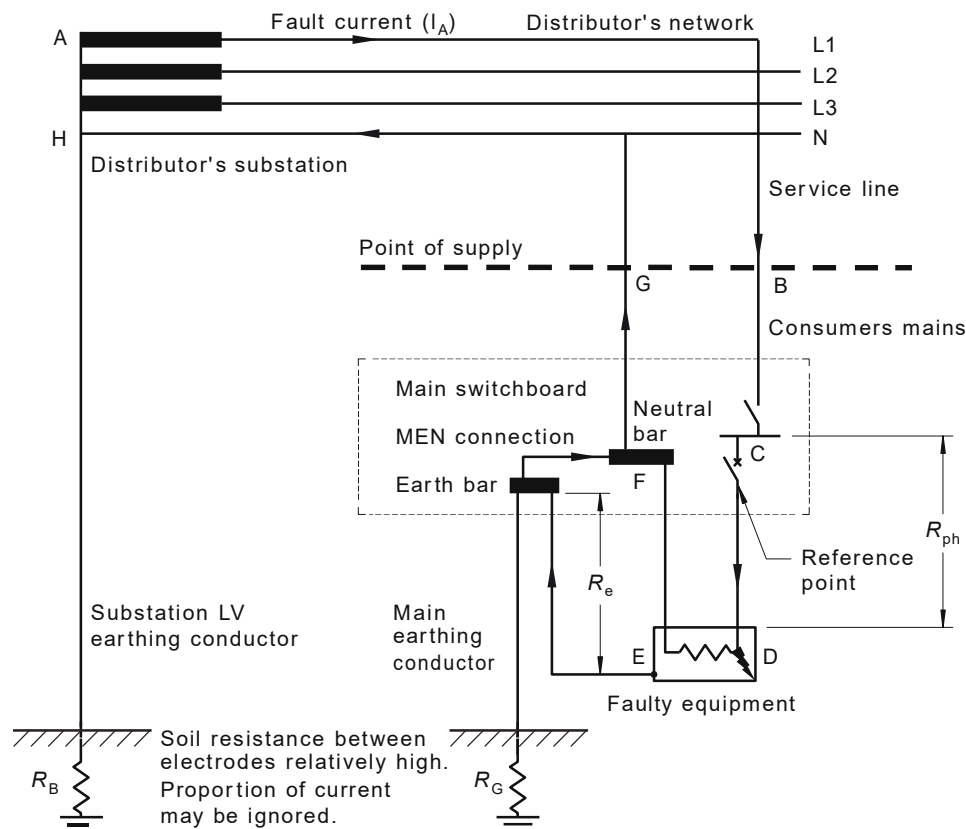 Fault current (IA)
Distributor's network
A
L1
L2
L3
H
N
Distributor's substation
Service line
Point of supply
G
B
Consumers mains
Main switchboard
Neutral
bar
MEN connection
C
Earth bar
F
Rph
Reference
point
Re
Substation LV
earthing conductor
Main
earthing
conductor
E
D
Faulty equipment
Soil resistance between
electrodes relatively high.
Proportion of current
may be ignored.
RB
RG